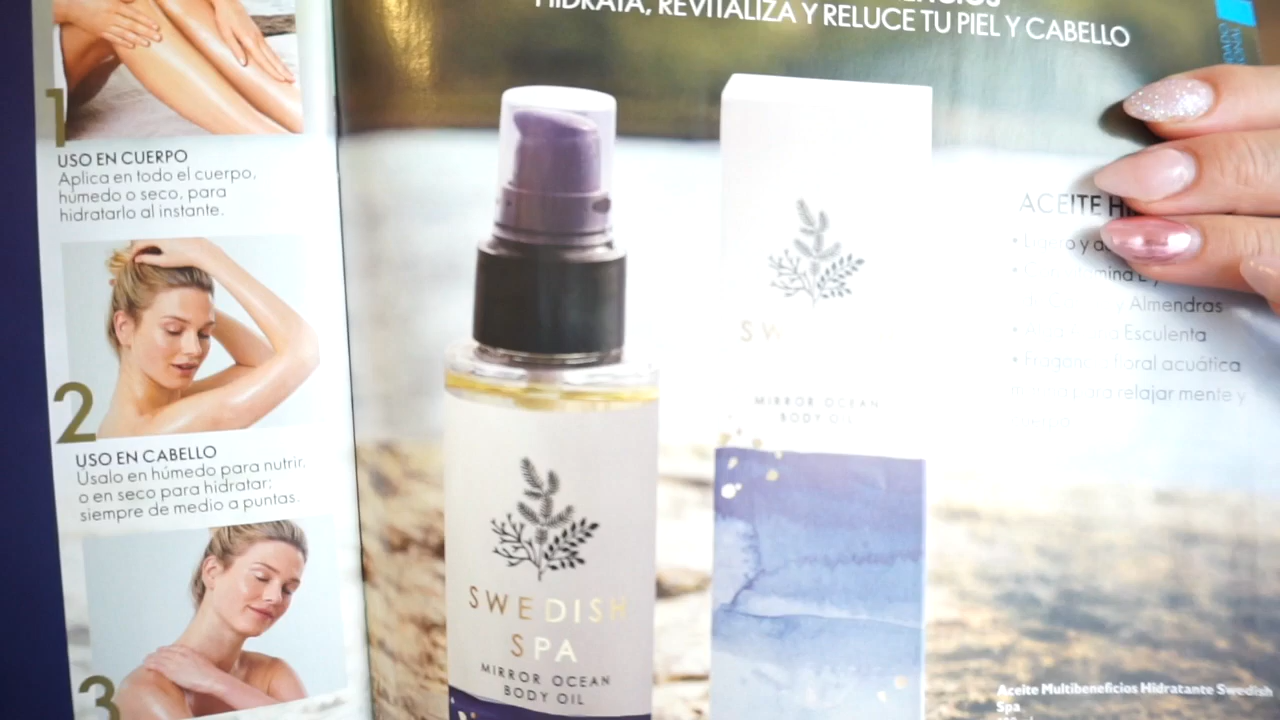 HIDRATA, REVITALIZA Y RELUCE TU PIEL Y CABELLO
1
USO EN CUERPO
Aplica en todo el cuerpo,
húmedo o seco, para
hidratarlo al instante.
2
USO EN CABELLO
Úsalo en húmedo para nutrir,
o en seco para hidratar;
siempre de medio a puntas.
3
SWEDISH
SPA
MIRROR OCEAN
BODY OIL
MIRROR OCEAN
BODY OIL
ACEITE
y Almendras
Esculenta
acuática
para relajar mente y
Aceite Multibeneficios Hidratante Swedish
Spa